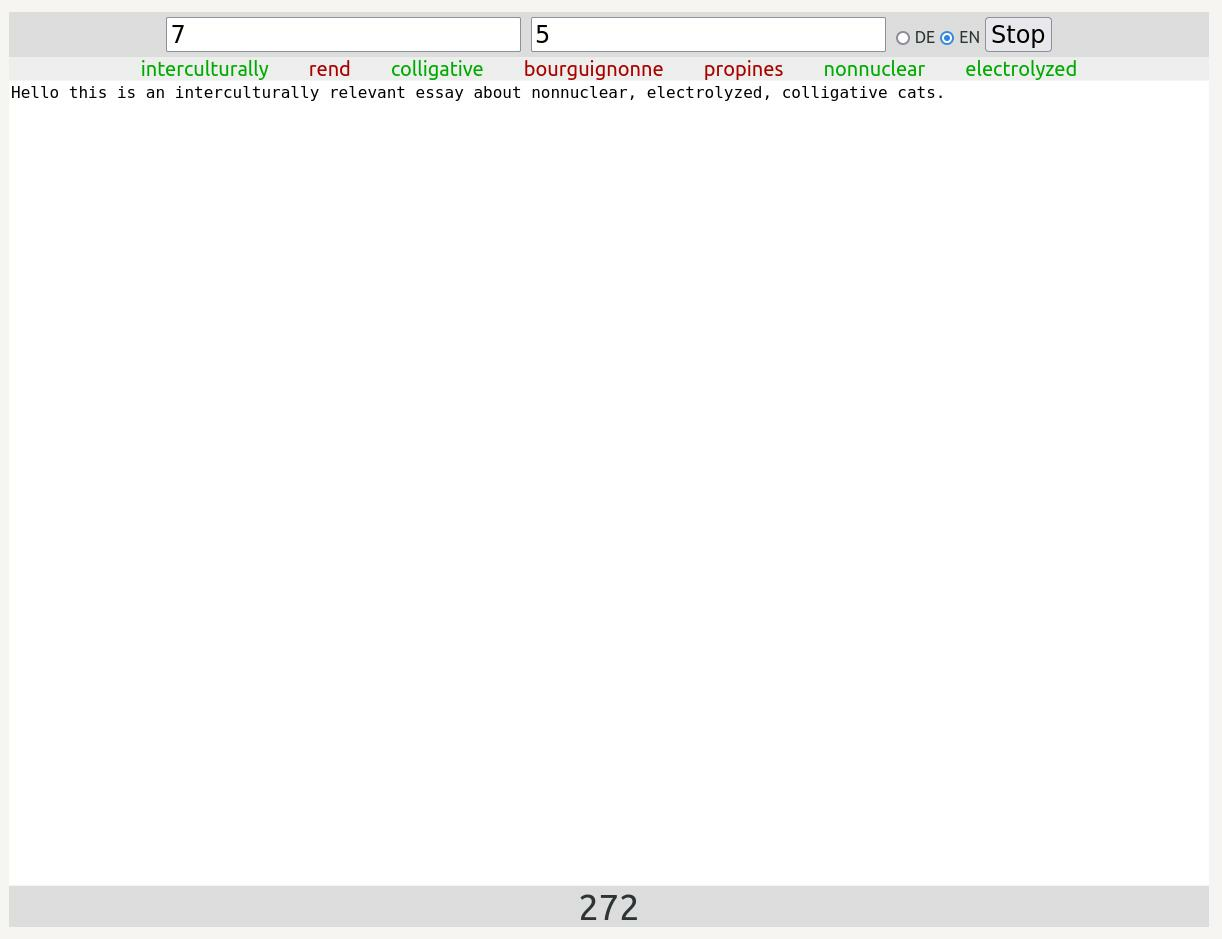 7 5 DE EN Stop
interculturally rend colligative bourguignonne propines nonnuclear electrolyzed
Hello this is an interculturally relevant essay about nonnuclear, electrolyzed, colligative cats.
272